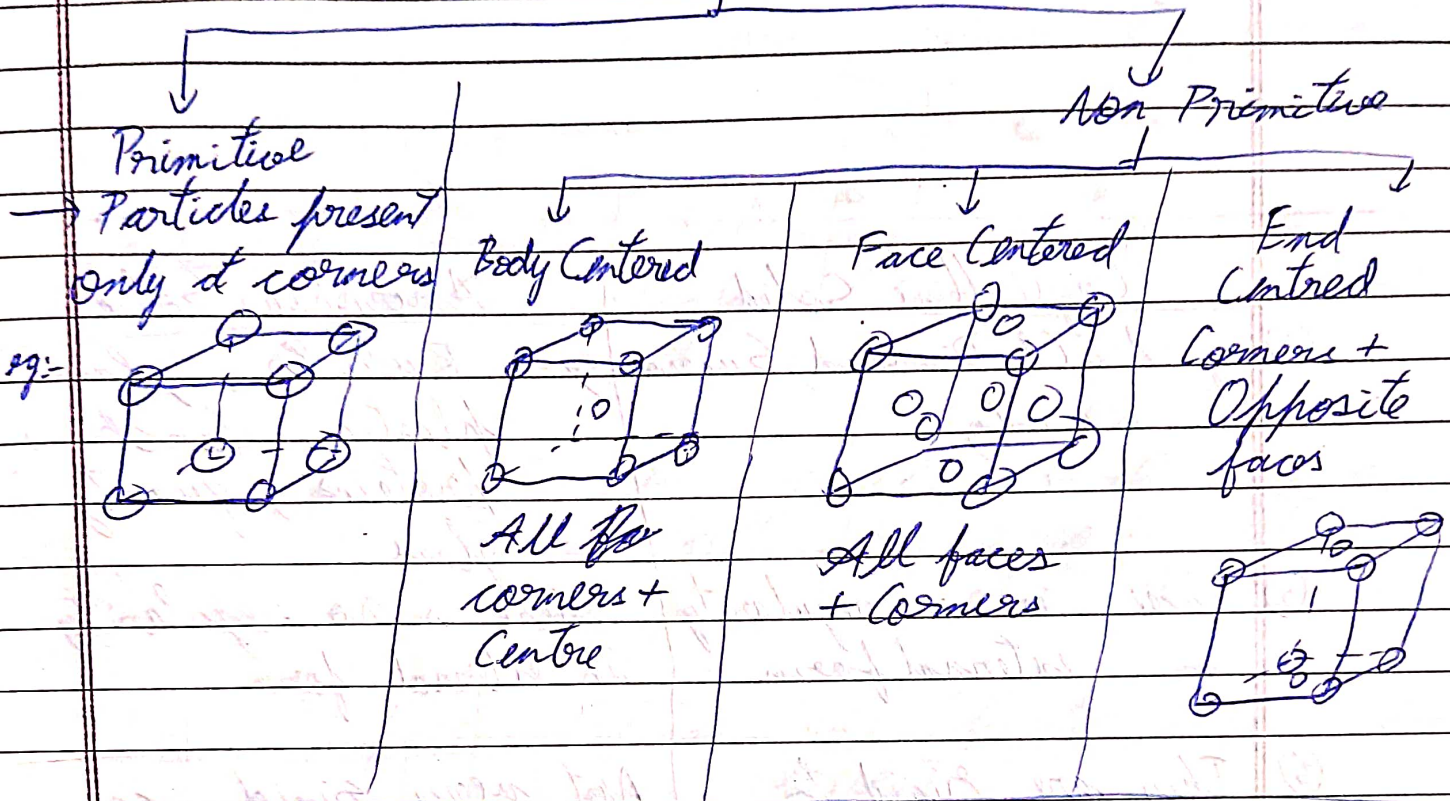 Primitive
Non Primitive
→ Particles present
only at corners
eg:-
Body Centered
All
corners +
Centre
Face Centered
All faces
+ Corners
End
Centred
Corners +
Opposite
faces